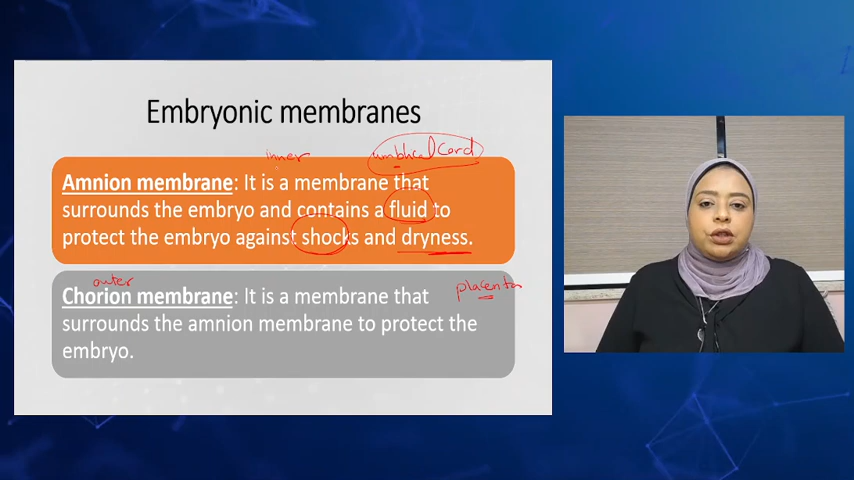 Embryonic membranes
inner umbilical cord
Amnion membrane: It is a membrane that
surrounds the embryo and contains a fluid to
protect the embryo against shocks and dryness.
outer placenta
Chorion membrane: It is a membrane that
surrounds the amnion membrane to protect the
embryo.